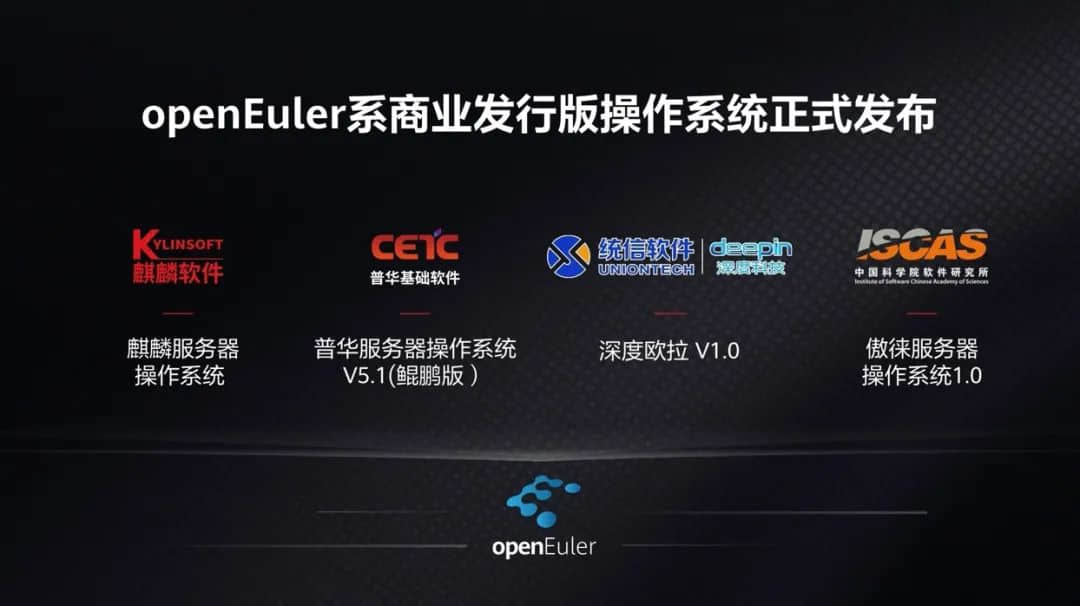 openEuler系商业发行版操作系统正式发布
KYLINSOFT
麒麟软件
CETC
普华基础软件
统信软件
UNIONTECH
deepin
深度科技
ISCAS
中国科学院软件研究所
Institute of Software Chinese Academy of Sciences
麒麟服务器
操作系统
普华服务器操作系统
V5.1(鲲鹏版 )
深度欧拉 V1.0
傲徕服务器
操作系统1.0
openEuler